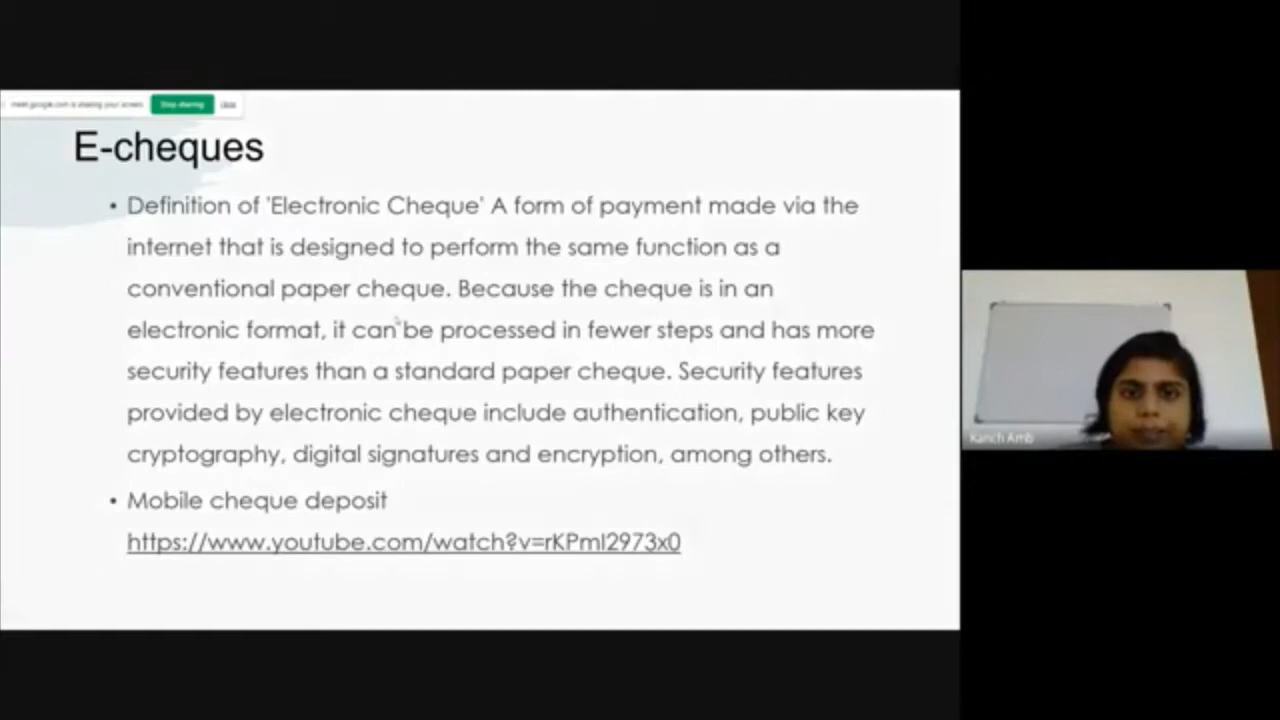 meet.google.com is sharing your screen. Stop sharing Hide
E-cheques
• Definition of 'Electronic Cheque' A form of payment made via the
internet that is designed to perform the same function as a
conventional paper cheque. Because the cheque is in an
electronic format, it can be processed in fewer steps and has more
security features than a standard paper cheque. Security features
provided by electronic cheque include authentication, public key
cryptography, digital signatures and encryption, among others.
• Mobile cheque deposit
https://www.youtube.com/watch?v=rKPmI2973x0
Kanch Amb